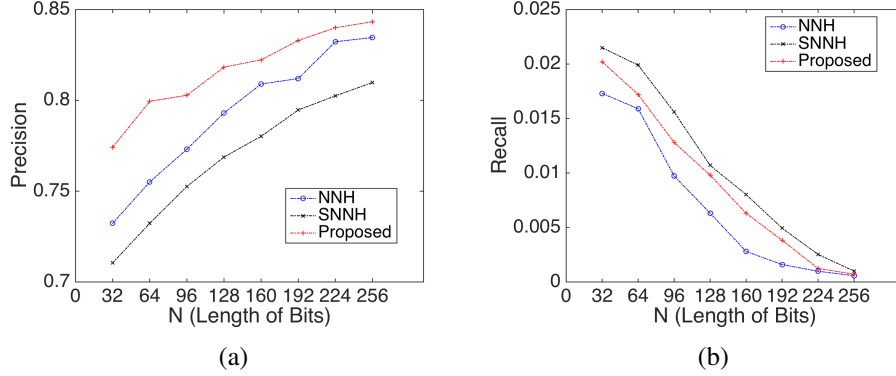 0.85
0.8
0.75
0.7
Precision
0 32 64 96 128 160 192 224 256
N (Length of Bits)
NNH
SNNH
Proposed
(a)
0.025
0.02
0.015
0.01
0.005
0
Recall
0 32 64 96 128 160 192 224 256
N (Length of Bits)
NNH
SNNH
Proposed
(b)